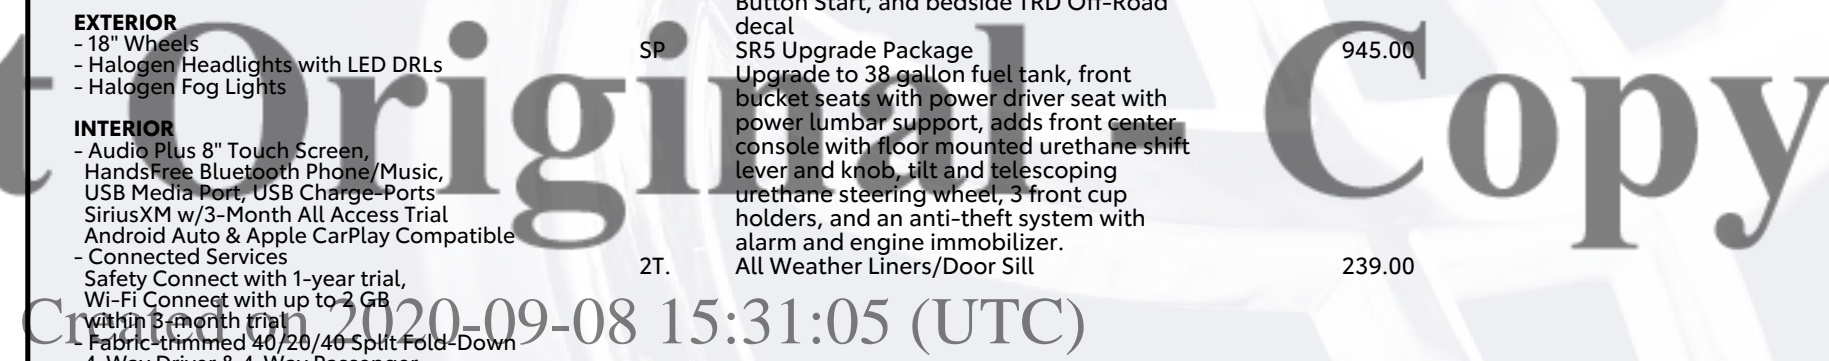 EXTERIOR
- 18" Wheels
- Halogen Headlights with LED DRLs
- Halogen Fog Lights
INTERIOR
- Audio Plus 8" Touch Screen,
HandsFree Bluetooth Phone/Music,
USB Media Port, USB Charge-Ports
SiriusXM w/3-Month All Access Trial
Android Auto & Apple CarPlay Compatible
- Connected Services
Safety Connect with 1-year trial,
Wi-Fi Connect with up to 2 GB
within 3-month trial
- Fabric-trimmed 40/20/40 Split Fold-Down
4-Way Driver & 4-Way Passenger
Button Start, and bedside TRD Off-Road
decal
SP SR5 Upgrade Package 945.00
Upgrade to 38 gallon fuel tank, front
bucket seats with power driver seat with
power lumbar support, adds front center
console with floor mounted urethane shift
lever and knob, tilt and telescoping
urethane steering wheel, 3 front cup
holders, and an anti-theft system with
alarm and engine immobilizer.
2T. All Weather Liners/Door Sill 239.00
t Original - Copy
Created on 2020-09-08 15:31:05 (UTC)